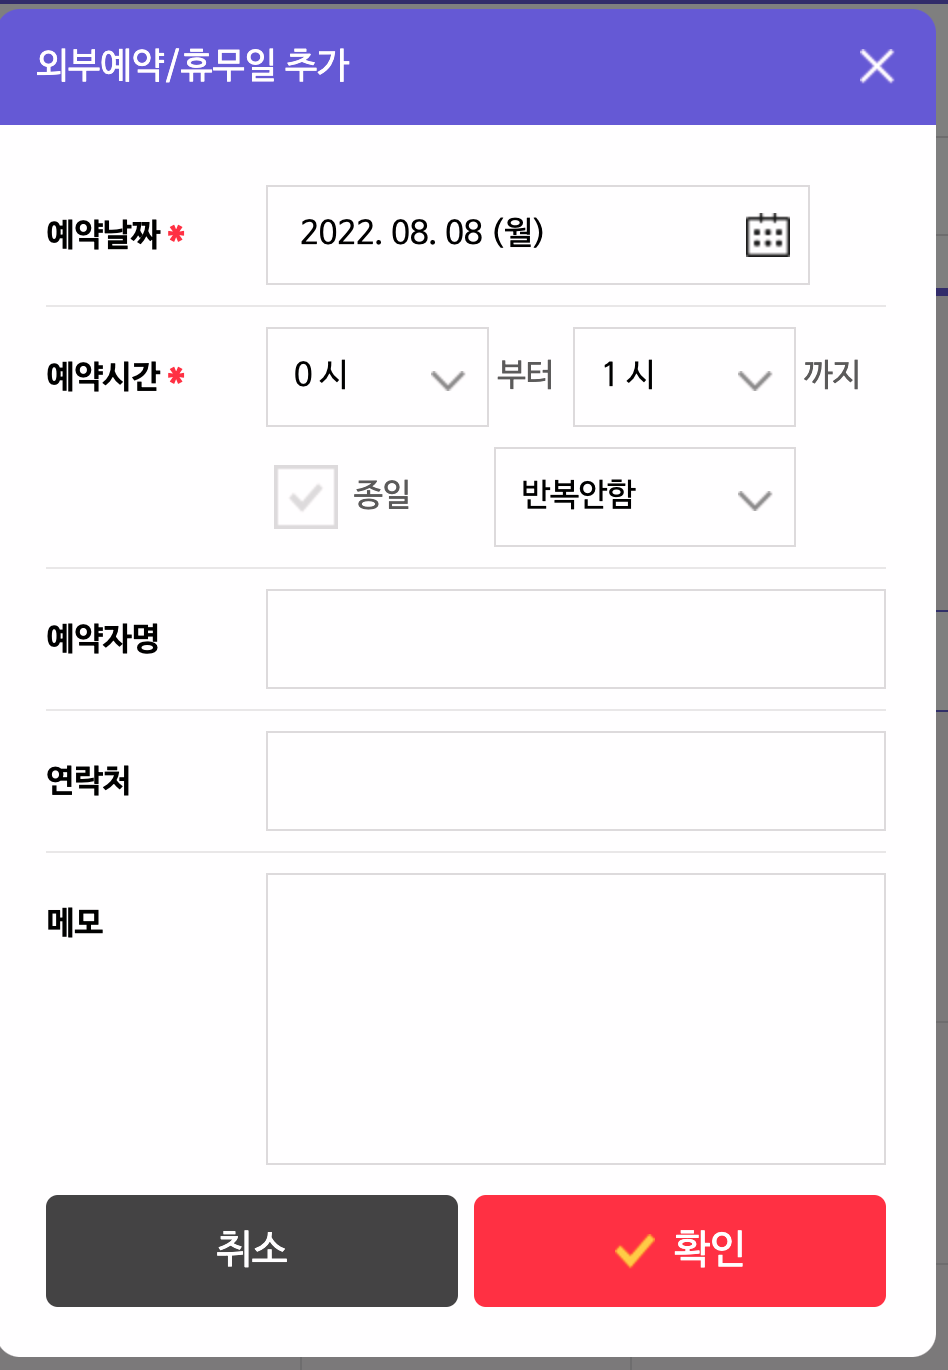 외부예약/휴무일 추가
예약날짜 * 2022. 08. 08 (월)
예약시간 * 0 시 부터 1 시 까지
종일 반복안함
예약자명
연락처
메모
취소 확인